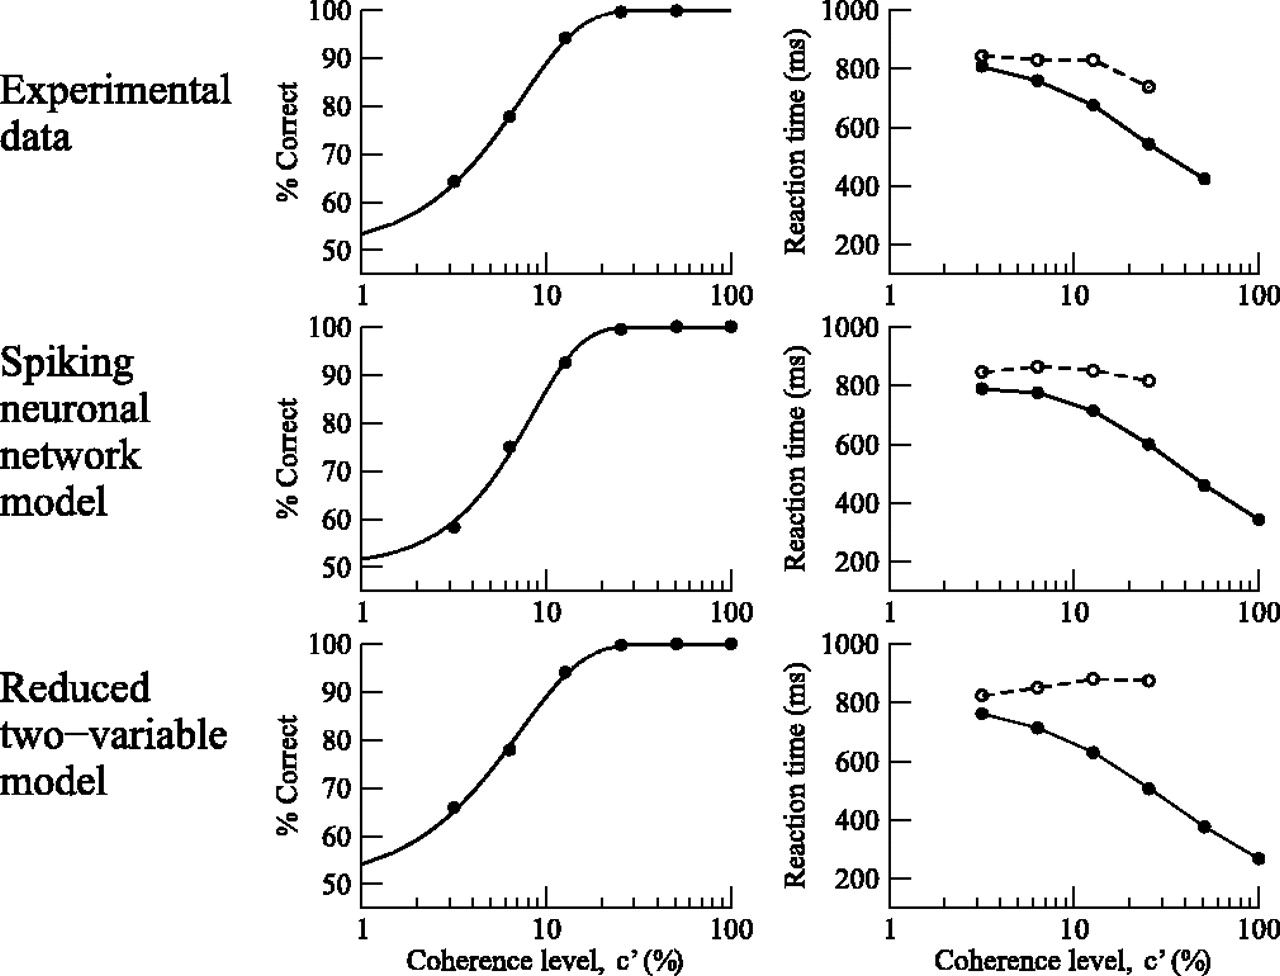 Experimental
data
% Correct
100
90
80
70
60
50
1 10 100
Reaction time (ms)
1000
800
600
400
200
1 10 100
Spiking
neuronal
network
model
% Correct
100
90
80
70
60
50
1 10 100
Reaction time (ms)
1000
800
600
400
200
1 10 100
Reduced
two−variable
model
% Correct
100
90
80
70
60
50
1 10 100
Coherence level, c’ (%)
Reaction time (ms)
1000
800
600
400
200
1 10 100
Coherence level, c’ (%)